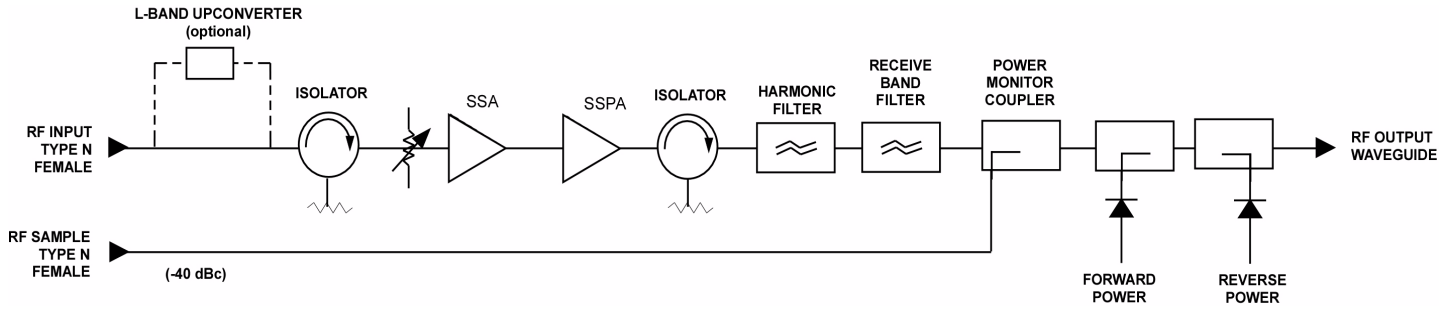 L-BAND UPCONVERTER
(optional)
RF INPUT
TYPE N
FEMALE
ISOLATOR
SSA
SSPA
ISOLATOR
HARMONIC
FILTER
RECEIVE
BAND
FILTER
POWER
MONITOR
COUPLER
RF OUTPUT
WAVEGUIDE
RF SAMPLE
TYPE N
FEMALE
(-40 dBc)
FORWARD
POWER
REVERSE
POWER